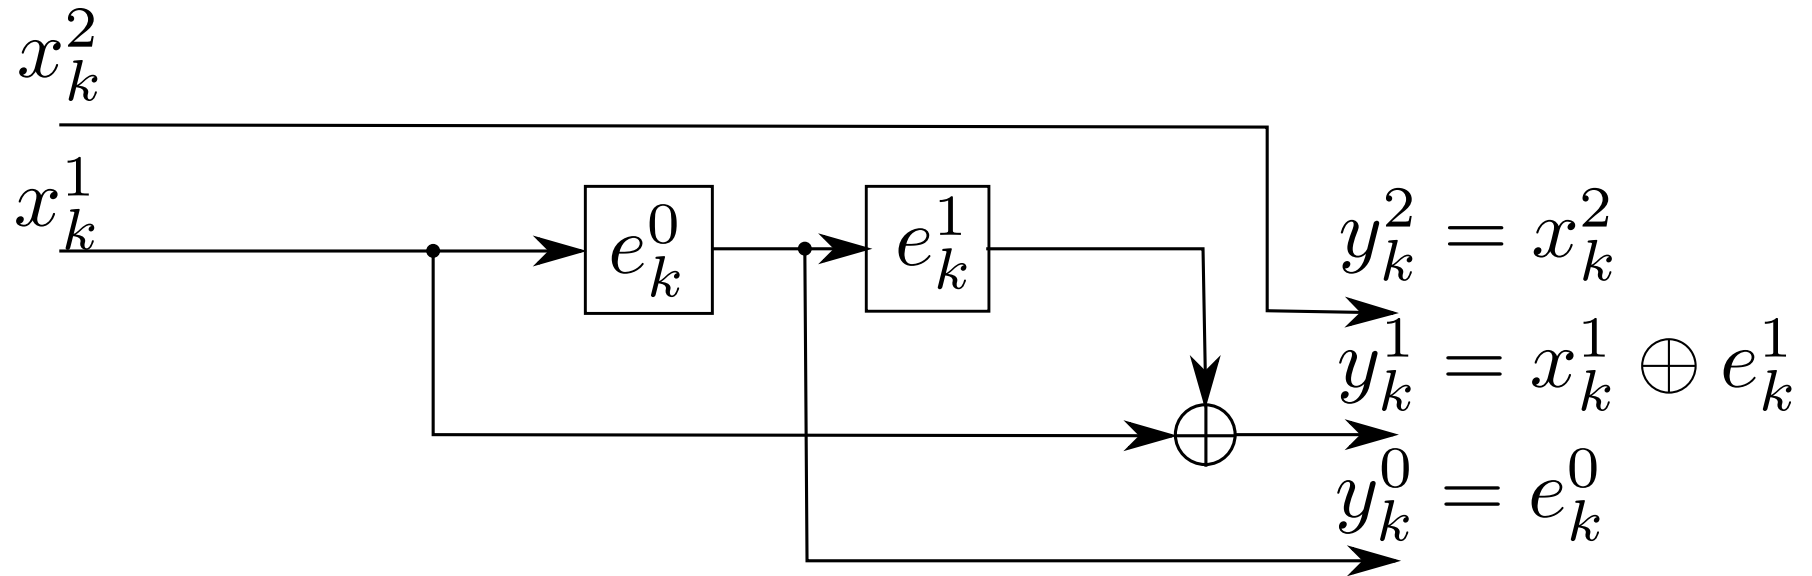 x_k^2
x_k^1
e_k^0
e_k^1
y_k^2 = x_k^2
y_k^1 = x_k^1 ⊕ e_k^1
y_k^0 = e_k^0